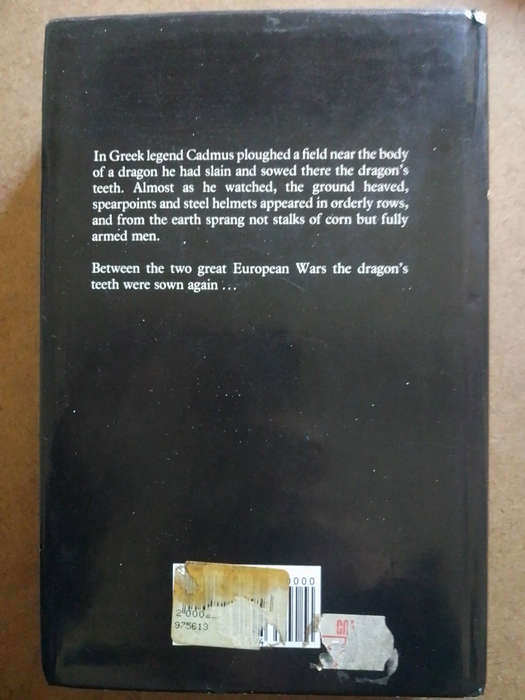 In Greek legend Cadmus ploughed a field near the body
of a dragon he had slain and sowed there the dragon's
teeth. Almost as he watched, the ground heaved,
spearpoints and steel helmets appeared in orderly rows,
and from the earth sprang not stalks of corn but fully
armed men.
Between the two great European Wars the dragon's
teeth were sown again ...
0000
975613